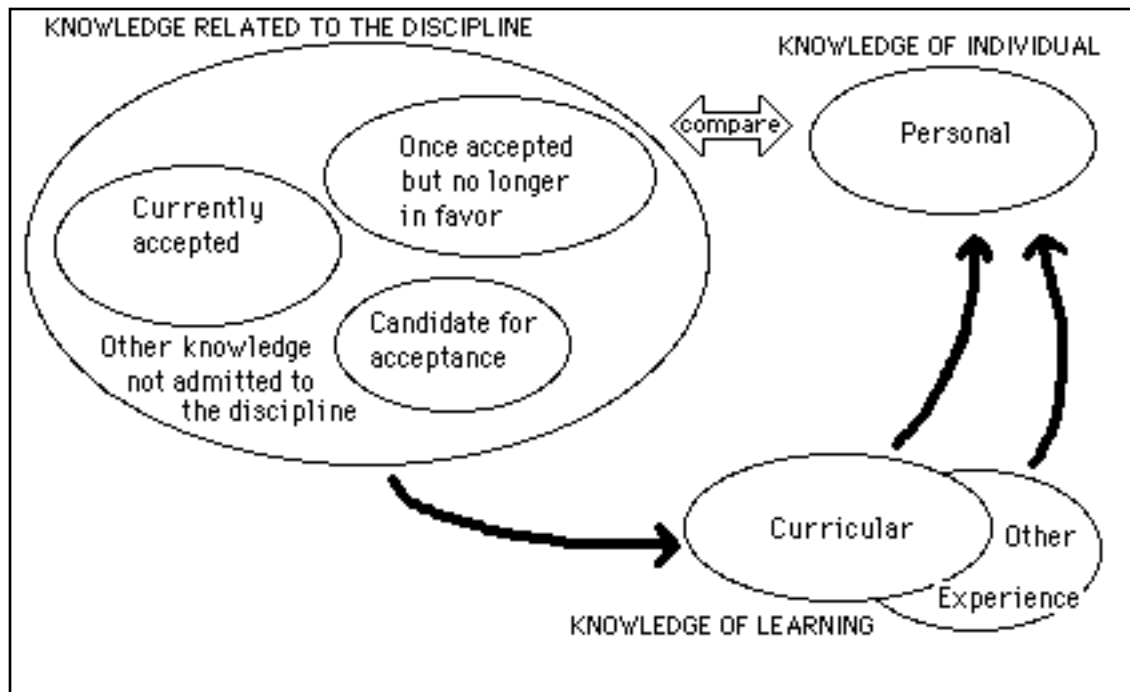 KNOWLEDGE RELATED TO THE DISCIPLINE
KNOWLEDGE OF INDIVIDUAL
Once accepted
but no longer
in favor
compare
Personal
Currently
accepted
Candidate for
acceptance
Other knowledge
not admitted to
the discipline
Curricular
Other
Experience
KNOWLEDGE OF LEARNING